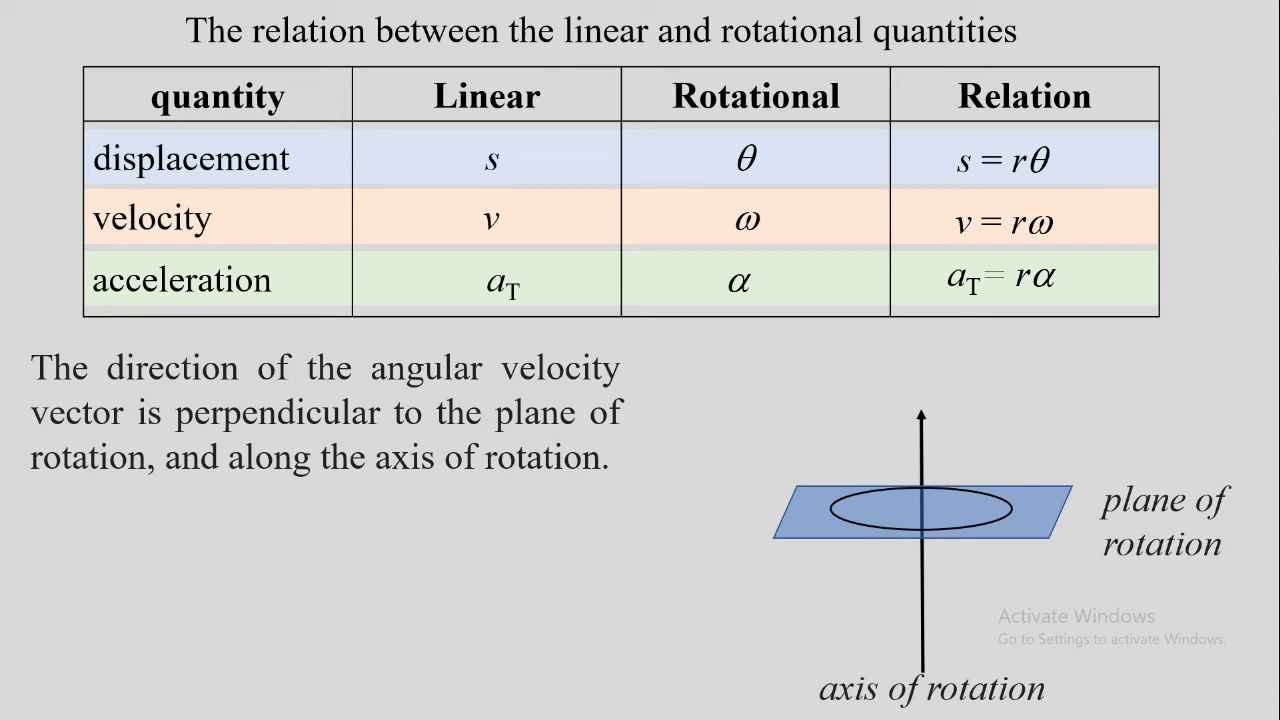 The relation between the linear and rotational quantities
quantity Linear Rotational Relation
displacement s θ s = rθ
velocity v ω v = rω
acceleration aT α aT = rα
The direction of the angular velocity
vector is perpendicular to the plane of
rotation, and along the axis of rotation.
plane of
rotation
Activate Windows
Go to Settings to activate Windows.
axis of rotation